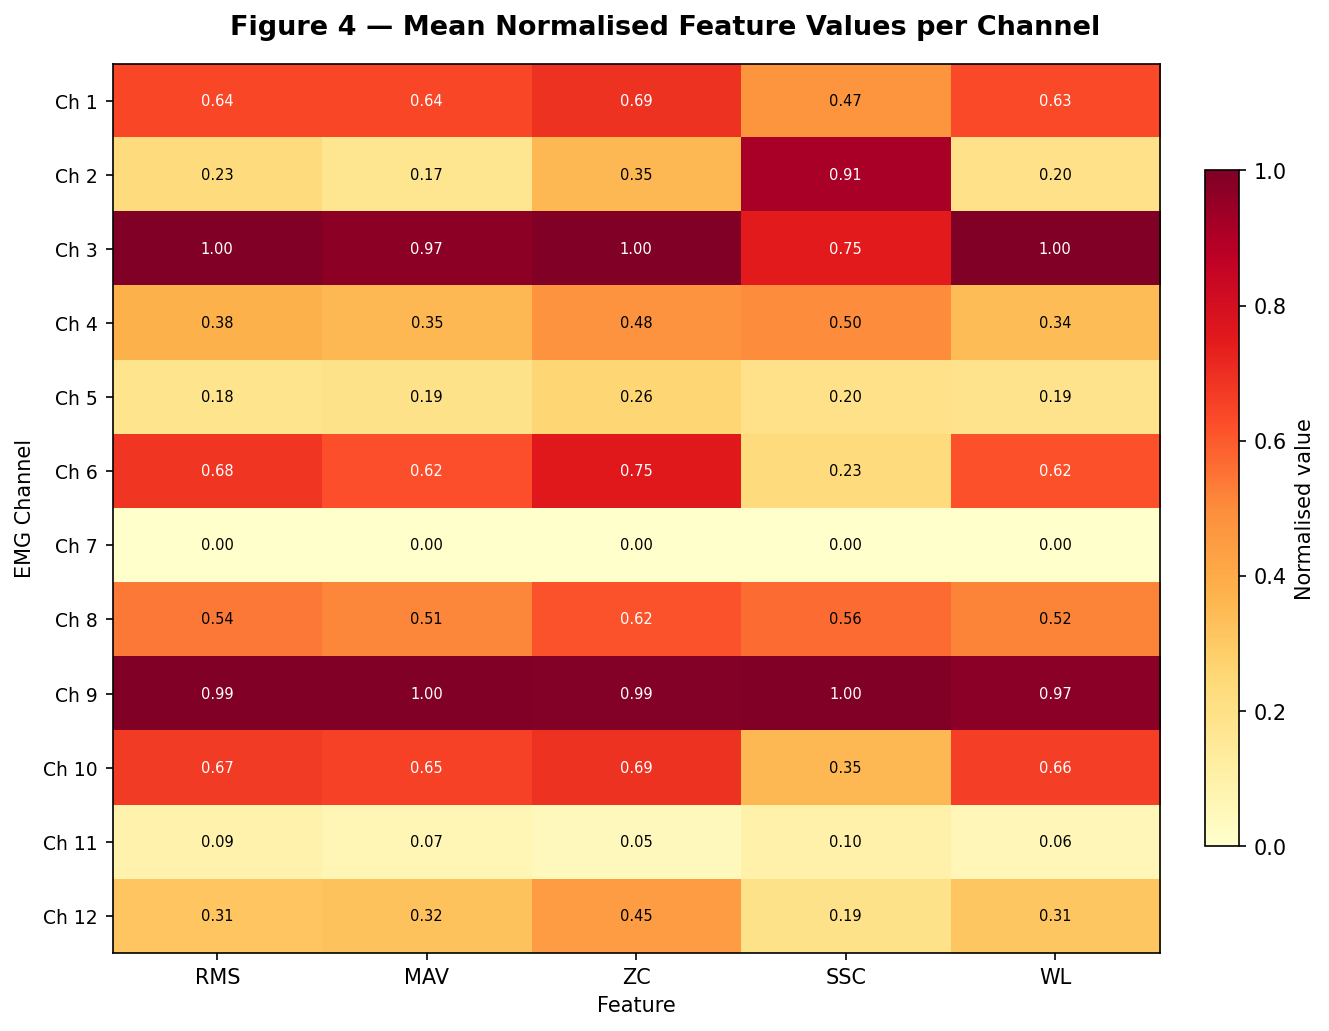 Figure 4 — Mean Normalised Feature Values per Channel
Ch 1 0.64 0.64 0.69 0.47 0.63
Ch 2 0.23 0.17 0.35 0.91 0.20
Ch 3 1.00 0.97 1.00 0.75 1.00
Ch 4 0.38 0.35 0.48 0.50 0.34
Ch 5 0.18 0.19 0.26 0.20 0.19
Ch 6 0.68 0.62 0.75 0.23 0.62
Ch 7 0.00 0.00 0.00 0.00 0.00
Ch 8 0.54 0.51 0.62 0.56 0.52
Ch 9 0.99 1.00 0.99 1.00 0.97
Ch 10 0.67 0.65 0.69 0.35 0.66
Ch 11 0.09 0.07 0.05 0.10 0.06
Ch 12 0.31 0.32 0.45 0.19 0.31
RMS MAV ZC SSC WL
Feature
EMG Channel
1.0
0.8
0.6
0.4
0.2
0.0
Normalised value